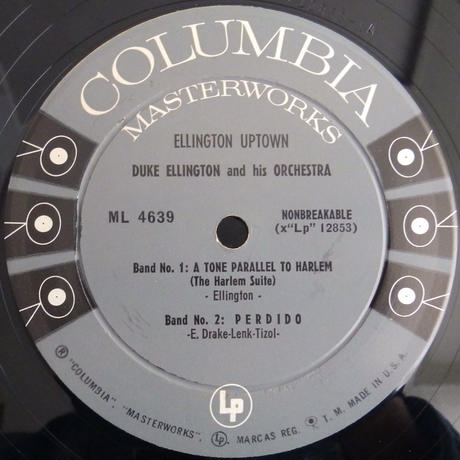 COLUMBIA
MASTERWORKS
ELLINGTON UPTOWN
DUKE ELLINGTON and his ORCHESTRA
ML 4639
NONBREAKABLE
(x"Lp" 12853)
Band No. 1: A TONE PARALLEL TO HARLEM
(The Harlem Suite)
- Ellington -
Band No. 2: PERDIDO
-E. Drake-Lenk-Tizol-
Lp
® "COLUMBIA", "MASTERWORKS", Lp, MARCAS REG. Ⓡ T. M. MADE IN U. S. A.